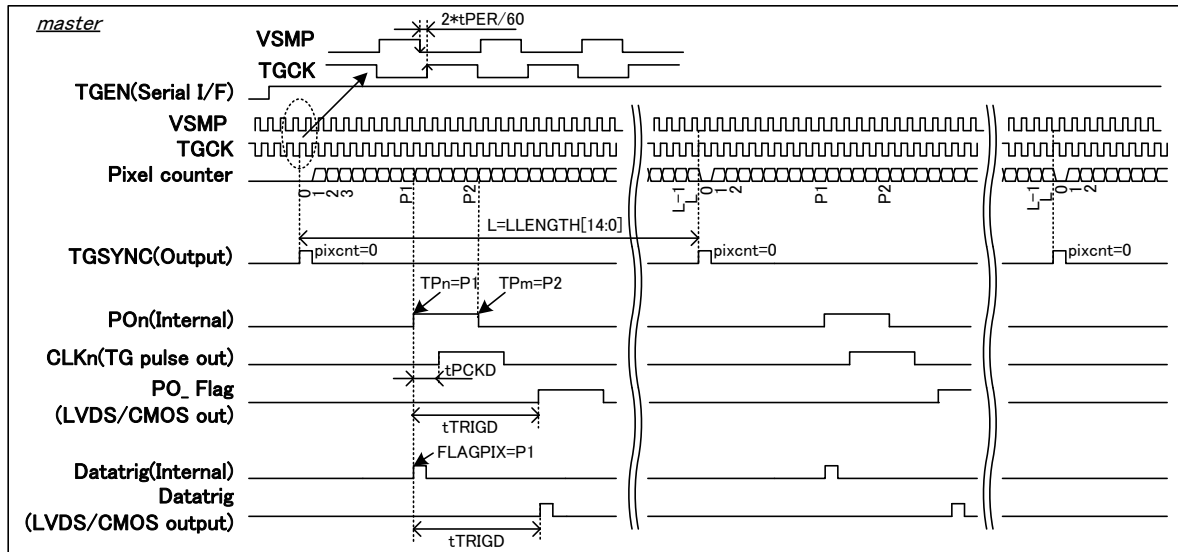 master
2*tPER/60
VSMP
TGCK
TGEN(Serial I/F)
VSMP
TGCK
Pixel counter
0 1 2 3 P1 P2 L-1 L 0 1 2 P1 P2 L-1 L 0 1 2
L=LLENGTH[14:0]
TGSYNC(Output) pixcnt=0 pixcnt=0 pixcnt=0
TPn=P1 TPm=P2
POn(Internal)
CLKn(TG pulse out)
tPCKD
PO_ Flag
(LVDS/CMOS out)
tTRIGD
FLAGPIX=P1
Datatrig(Internal)
Datatrig
(LVDS/CMOS output)
tTRIGD